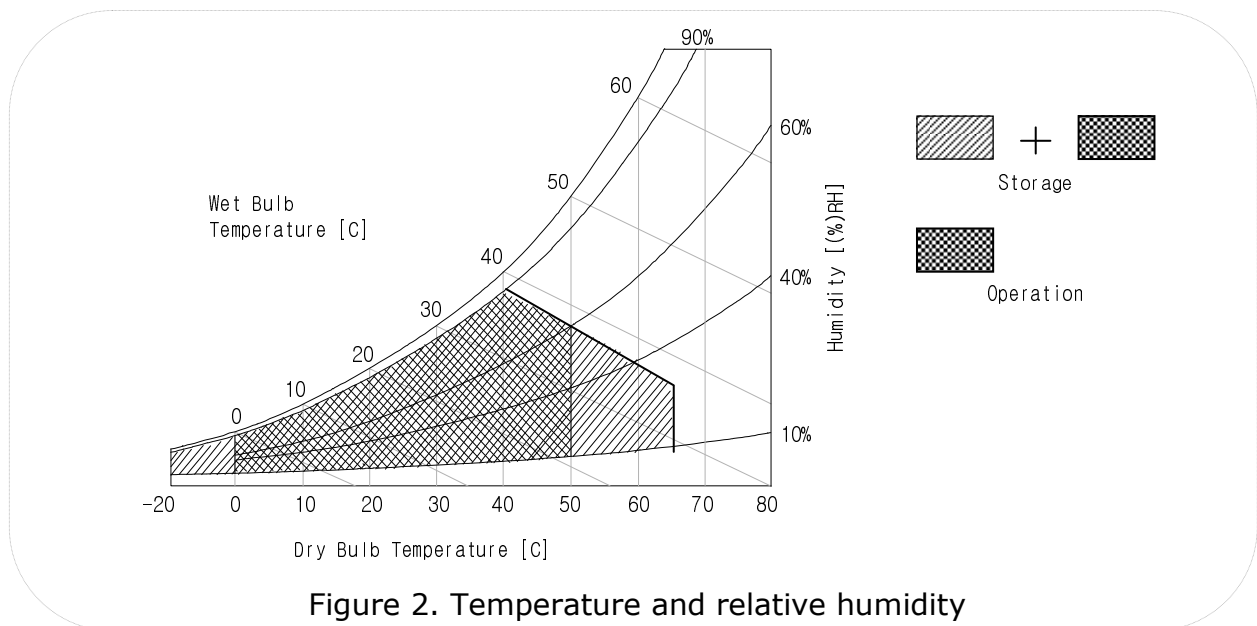 90%
60
60%
50
Wet Bulb
Temperature [C]
Storage
40
40%
Humidity [(%)RH]
Operation
30
20
10
0
10%
-20 0 10 20 30 40 50 60 70 80
Dry Bulb Temperature [C]
Figure 2. Temperature and relative humidity